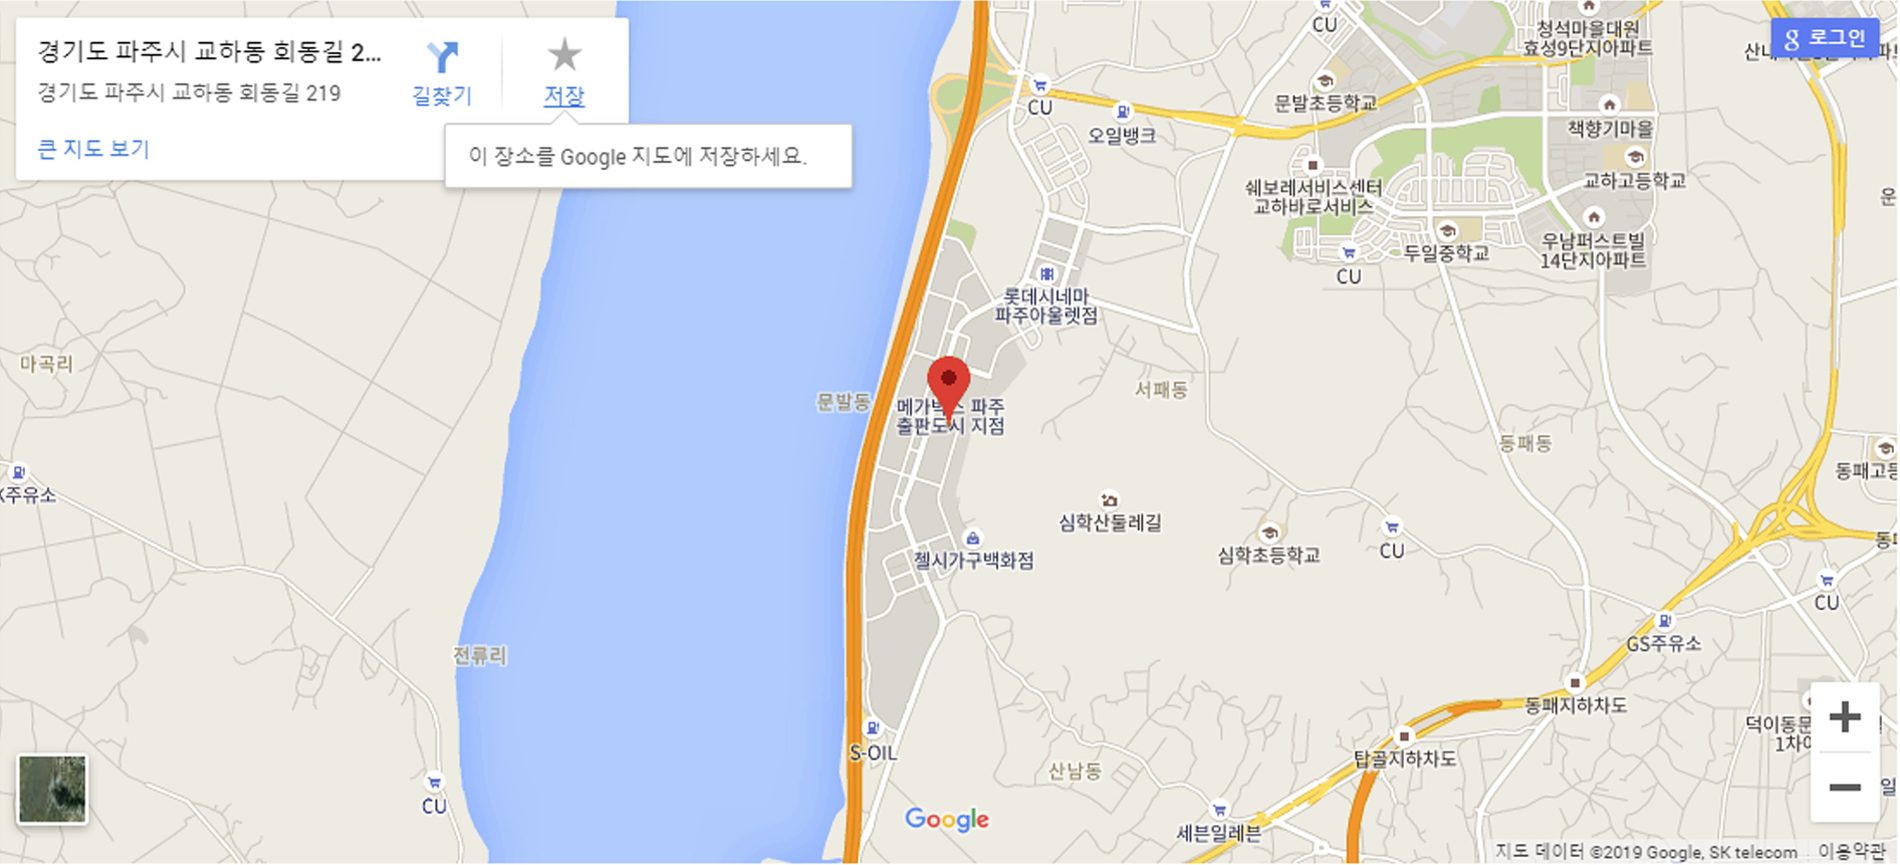 경기도 파주시 교하동 회동길 2...
경기도 파주시 교하동 회동길 219
길찾기
저장
큰 지도 보기
이 장소를 Google 지도에 저장하세요.
로그인
CU
청석마을대원
효성9단지아파트
문발초등학교
CU
오일뱅크
책향기마을
교하고등학교
쉐보레서비스센터
교하바로서비스
두일중학교
우남퍼스트빌
14단지아파트
CU
롯데시네마
파주아울렛점
마곡리
문발동
메가박스 파주
출판도시 지점
서패동
동패동
동패고등
K주유소
심학산둘레길
심학초등학교
CU
젤시가구백화점
CU
GS주유소
전류리
동패지하차도
덕이동문
1차아
S-OIL
탑골지하차도
산남동
CU
세븐일레븐
Google
지도 데이터 ©2019 Google, SK telecom
이용약관